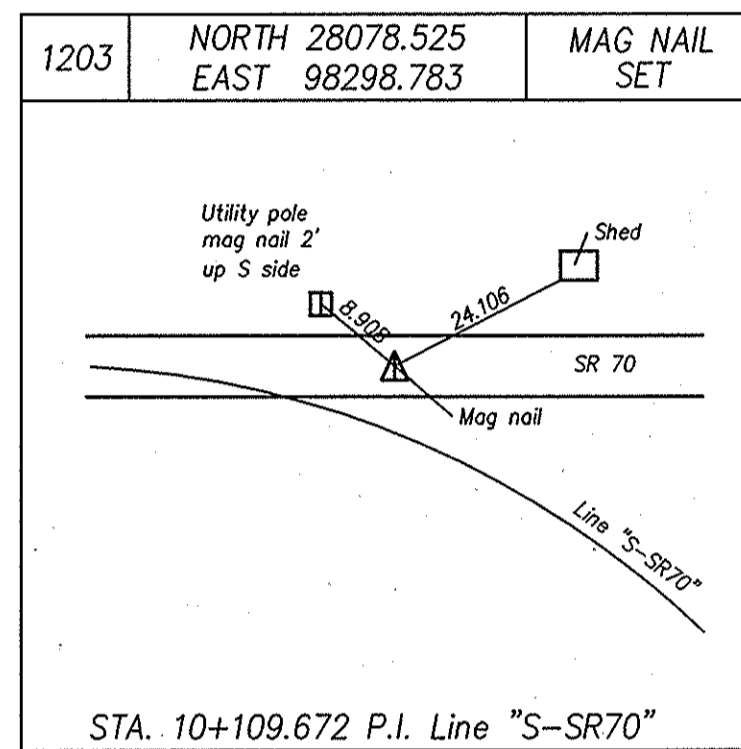 1203
NORTH 28078.525
EAST 98298.783
MAG NAIL
SET
Utility pole
mag nail 2'
up S side
Shed
8.908
24.106
SR 70
Mag nail
Line "S-SR70"
STA. 10+109.672 P.I. Line "S-SR70"